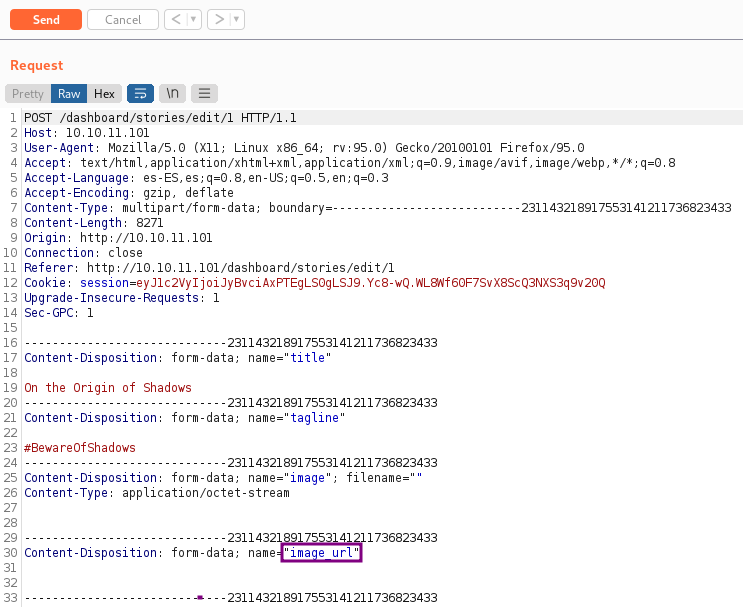 Send Cancel < ▼ > ▼
Request
Pretty Raw Hex \n
1 POST /dashboard/stories/edit/1 HTTP/1.1
2 Host: 10.10.11.101
3 User-Agent: Mozilla/5.0 (X11; Linux x86_64; rv:95.0) Gecko/20100101 Firefox/95.0
4 Accept: text/html,application/xhtml+xml,application/xml;q=0.9,image/avif,image/webp,*/*;q=0.8
5 Accept-Language: es-ES,es;q=0.8,en-US;q=0.5,en;q=0.3
6 Accept-Encoding: gzip, deflate
7 Content-Type: multipart/form-data; boundary=---------------------------231143218917553141211736823433
8 Content-Length: 8271
9 Origin: http://10.10.11.101
10 Connection: close
11 Referer: http://10.10.11.101/dashboard/stories/edit/1
12 Cookie: session=eyJ1c2VyIjoiJyBvciAxPTEgLS0gLSJ9.Yc8-wQ.WL8Wf60F7SvX8ScQ3NXS3q9v20Q
13 Upgrade-Insecure-Requests: 1
14 Sec-GPC: 1
15
16 -----------------------------231143218917553141211736823433
17 Content-Disposition: form-data; name="title"
18
19 On the Origin of Shadows
20 -----------------------------231143218917553141211736823433
21 Content-Disposition: form-data; name="tagline"
22
23 #BewareOfShadows
24 -----------------------------231143218917553141211736823433
25 Content-Disposition: form-data; name="image"; filename=""
26 Content-Type: application/octet-stream
27
28
29 -----------------------------231143218917553141211736823433
30 Content-Disposition: form-data; name="image_url"
31
32
33 -----------------------------231143218917553141211736823433